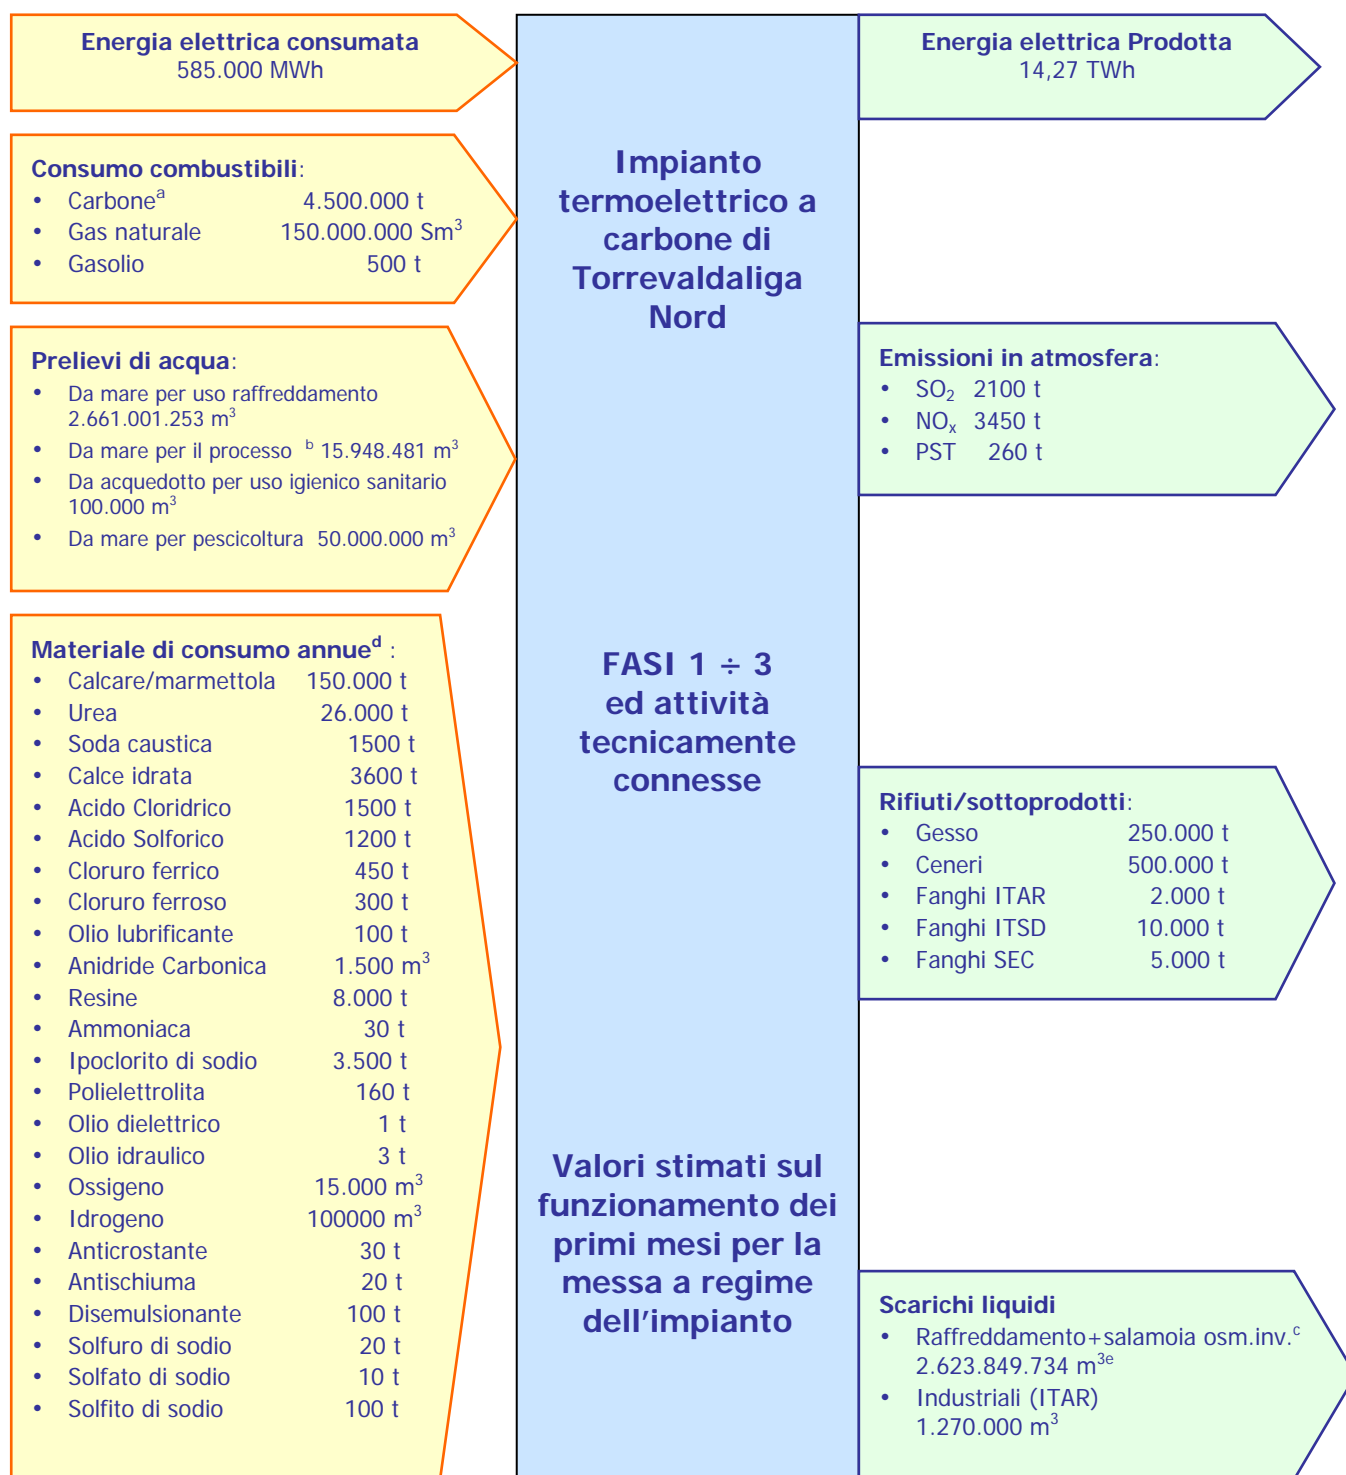 Energia elettrica consumata
585.000 MWh
Consumo combustibili:
• Carbone^a 4.500.000 t
• Gas naturale 150.000.000 Sm³
• Gasolio 500 t
Prelievi di acqua:
• Da mare per uso raffreddamento
2.661.001.253 m³
• Da mare per il processo ^b 15.948.481 m³
• Da acquedotto per uso igienico sanitario
100.000 m³
• Da mare per pescicoltura 50.000.000 m³
Materiale di consumo annue^d :
• Calcare/marmettola 150.000 t
• Urea 26.000 t
• Soda caustica 1500 t
• Calce idrata 3600 t
• Acido Cloridrico 1500 t
• Acido Solforico 1200 t
• Cloruro ferrico 450 t
• Cloruro ferroso 300 t
• Olio lubrificante 100 t
• Anidride Carbonica 1.500 m³
• Resine 8.000 t
• Ammoniaca 30 t
• Ipoclorito di sodio 3.500 t
• Polielettrolita 160 t
• Olio dielettrico 1 t
• Olio idraulico 3 t
• Ossigeno 15.000 m³
• Idrogeno 100000 m³
• Anticrostante 30 t
• Antischiuma 20 t
• Disemulsionante 100 t
• Solfuro di sodio 20 t
• Solfato di sodio 10 t
• Solfito di sodio 100 t
Impianto
termoelettrico a
carbone di
Torrevaldaliga
Nord
FASI 1 ÷ 3
ed attività
tecnicamente
connesse
Valori stimati sul
funzionamento dei
primi mesi per la
messa a regime
dell'impianto
Energia elettrica Prodotta
14,27 TWh
Emissioni in atmosfera:
• SO₂ 2100 t
• NOₓ 3450 t
• PST 260 t
Rifiuti/sottoprodotti:
• Gesso 250.000 t
• Ceneri 500.000 t
• Fanghi ITAR 2.000 t
• Fanghi ITSD 10.000 t
• Fanghi SEC 5.000 t
Scarichi liquidi
• Raffreddamento+salamoia osm.inv.^c
2.623.849.734 m^3e
• Industriali (ITAR)
1.270.000 m³